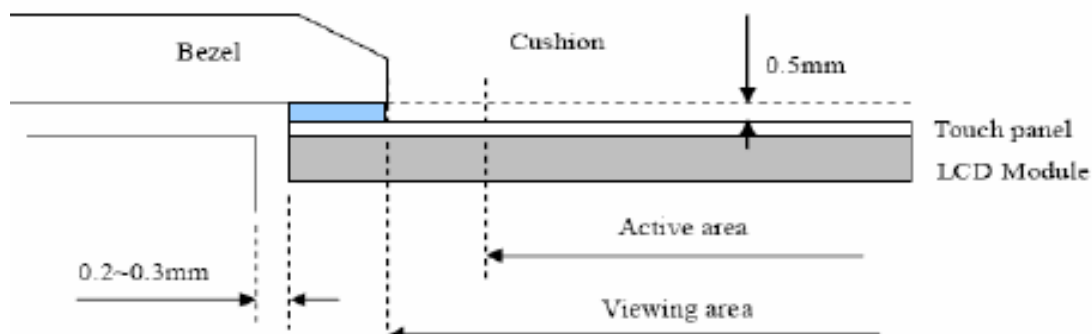 Cushion
Bezel
0.5mm
Touch panel
LCD Module
Active area
0.2~0.3mm
Viewing area